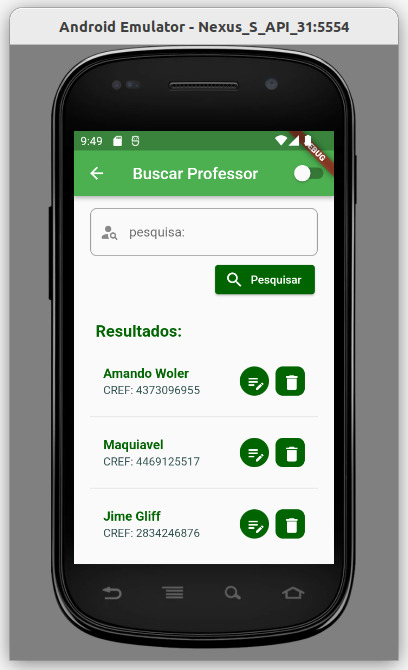 Android Emulator - Nexus_S_API_31:5554
9:49
DEBUG
Buscar Professor
pesquisa:
Pesquisar
Resultados:
Amando Woler
CREF: 4373096955
Maquiavel
CREF: 4469125517
Jime Gliff
CREF: 2834246876